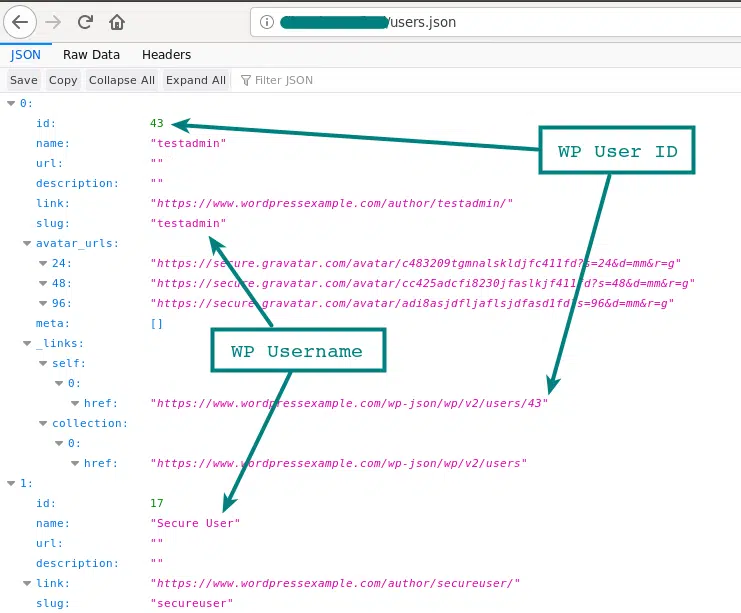 /users.json
JSON Raw Data Headers
Save Copy Collapse All Expand All Filter JSON
0:
id: 43
name: "testadmin"
url: ""
description: ""
link: "https://www.wordpressexample.com/author/testadmin/"
slug: "testadmin"
avatar_urls:
24: "https://secure.gravatar.com/avatar/c483209tgmnalskldjfc411fd?s=24&d=mm&r=g"
48: "https://secure.gravatar.com/avatar/cc425adcfi8230jfaslkjf411fd?s=48&d=mm&r=g"
96: "https://secure.gravatar.com/avatar/adi8asjdfljaflsjdfasd1fd?s=96&d=mm&r=g"
meta: []
_links:
self:
0:
href: "https://www.wordpressexample.com/wp-json/wp/v2/users/43"
collection:
0:
href: "https://www.wordpressexample.com/wp-json/wp/v2/users"
1:
id: 17
name: "Secure User"
url: ""
description: ""
link: "https://www.wordpressexample.com/author/secureuser/"
slug: "secureuser"
WP User ID
WP Username